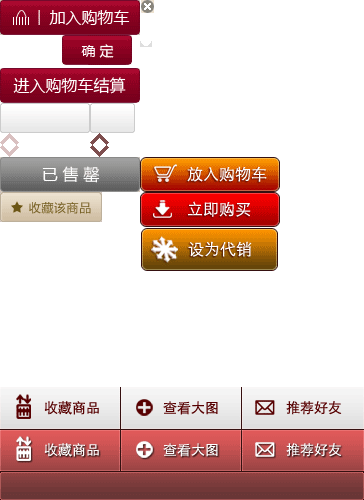 加入购物车
确 定
进入购物车结算
已 售 罄
放入购物车
收藏该商品
立即购买
设为代销
收藏商品 查看大图 推荐好友
收藏商品 查看大图 推荐好友